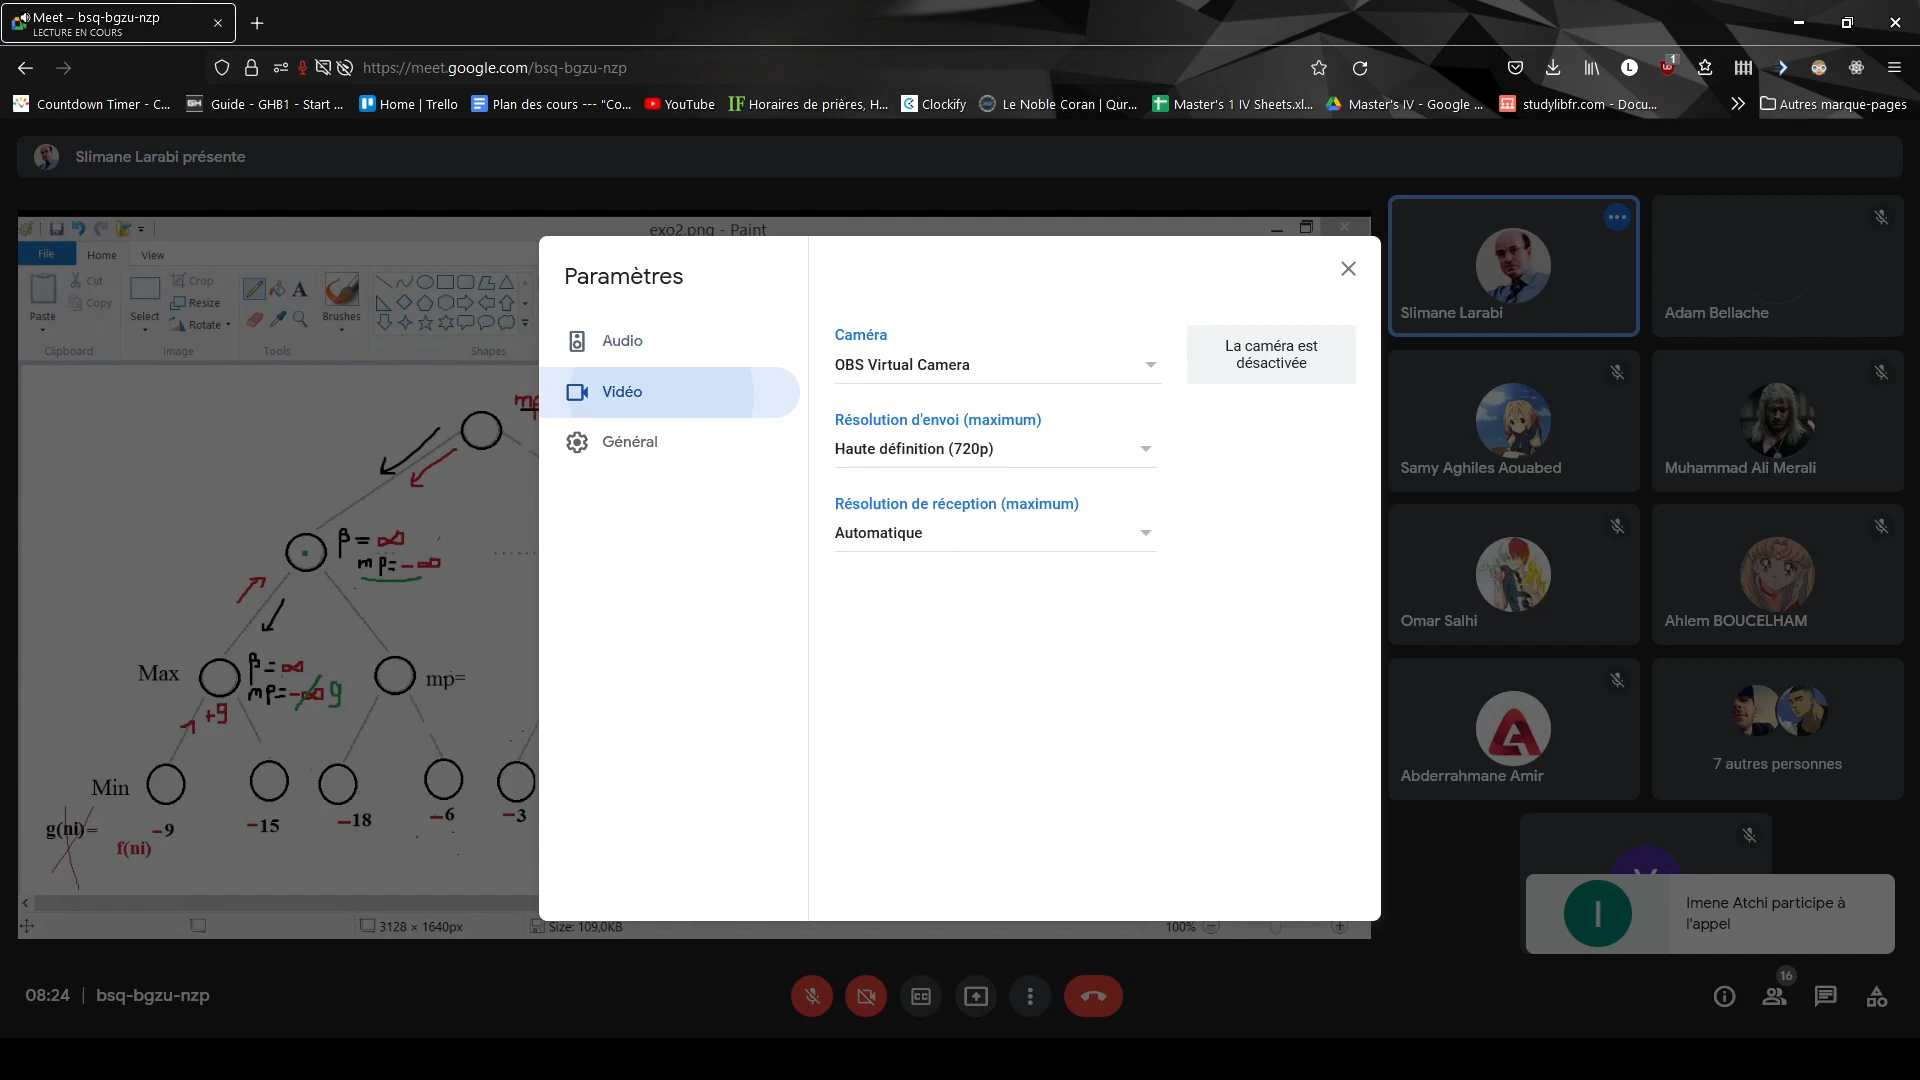 Meet – bsq-bgzu-nzp
LECTURE EN COURS
https://meet.google.com/bsq-bgzu-nzp
1
L
Countdown Timer - C...
Guide - GHB1 - Start ...
Home | Trello
Plan des cours --- "Co...
YouTube
IF Horaires de prières, H...
Clockify
Le Noble Coran | Qur...
Master's 1 IV Sheets.xl...
Master's IV - Google ...
studylibfr.com - Docu...
Autres marque-pages
Slimane Larabi présente
exo2.png - Paint
File
Home
View
Paste
Cut
Copy
Clipboard
Select
Crop
Resize
Rotate
Image
A
Tools
Brushes
Shapes
mp
β = ∞
mp= -∞
Max
β = ∞
mp= -∞ 9
+9
mp=
Min
g(ni)=
-9
-15
-18
-6
-3
f(ni)
3128 × 1640px
Size: 109,0KB
100%
Paramètres
Audio
Vidéo
Général
Caméra
OBS Virtual Camera
La caméra est
désactivée
Résolution d'envoi (maximum)
Haute définition (720p)
Résolution de réception (maximum)
Automatique
Slimane Larabi
Adam Bellache
Samy Aghiles Aouabed
Muhammad Ali Merali
Omar Salhi
Ahlem BOUCELHAM
Abderrahmane Amir
7 autres personnes
I
Imene Atchi participe à
l'appel
08:24 | bsq-bgzu-nzp
16